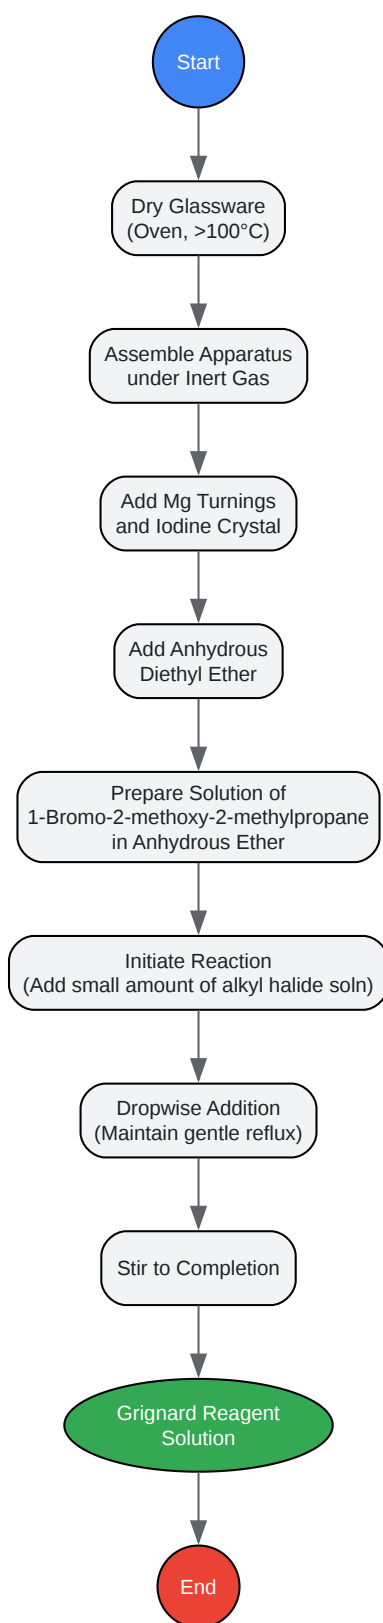 Start
Dry Glassware
(Oven, >100°C)
Assemble Apparatus
under Inert Gas
Add Mg Turnings
and Iodine Crystal
Add Anhydrous
Diethyl Ether
Prepare Solution of
1-Bromo-2-methoxy-2-methylpropane
in Anhydrous Ether
Initiate Reaction
(Add small amount of alkyl halide soln)
Dropwise Addition
(Maintain gentle reflux)
Stir to Completion
Grignard Reagent
Solution
End